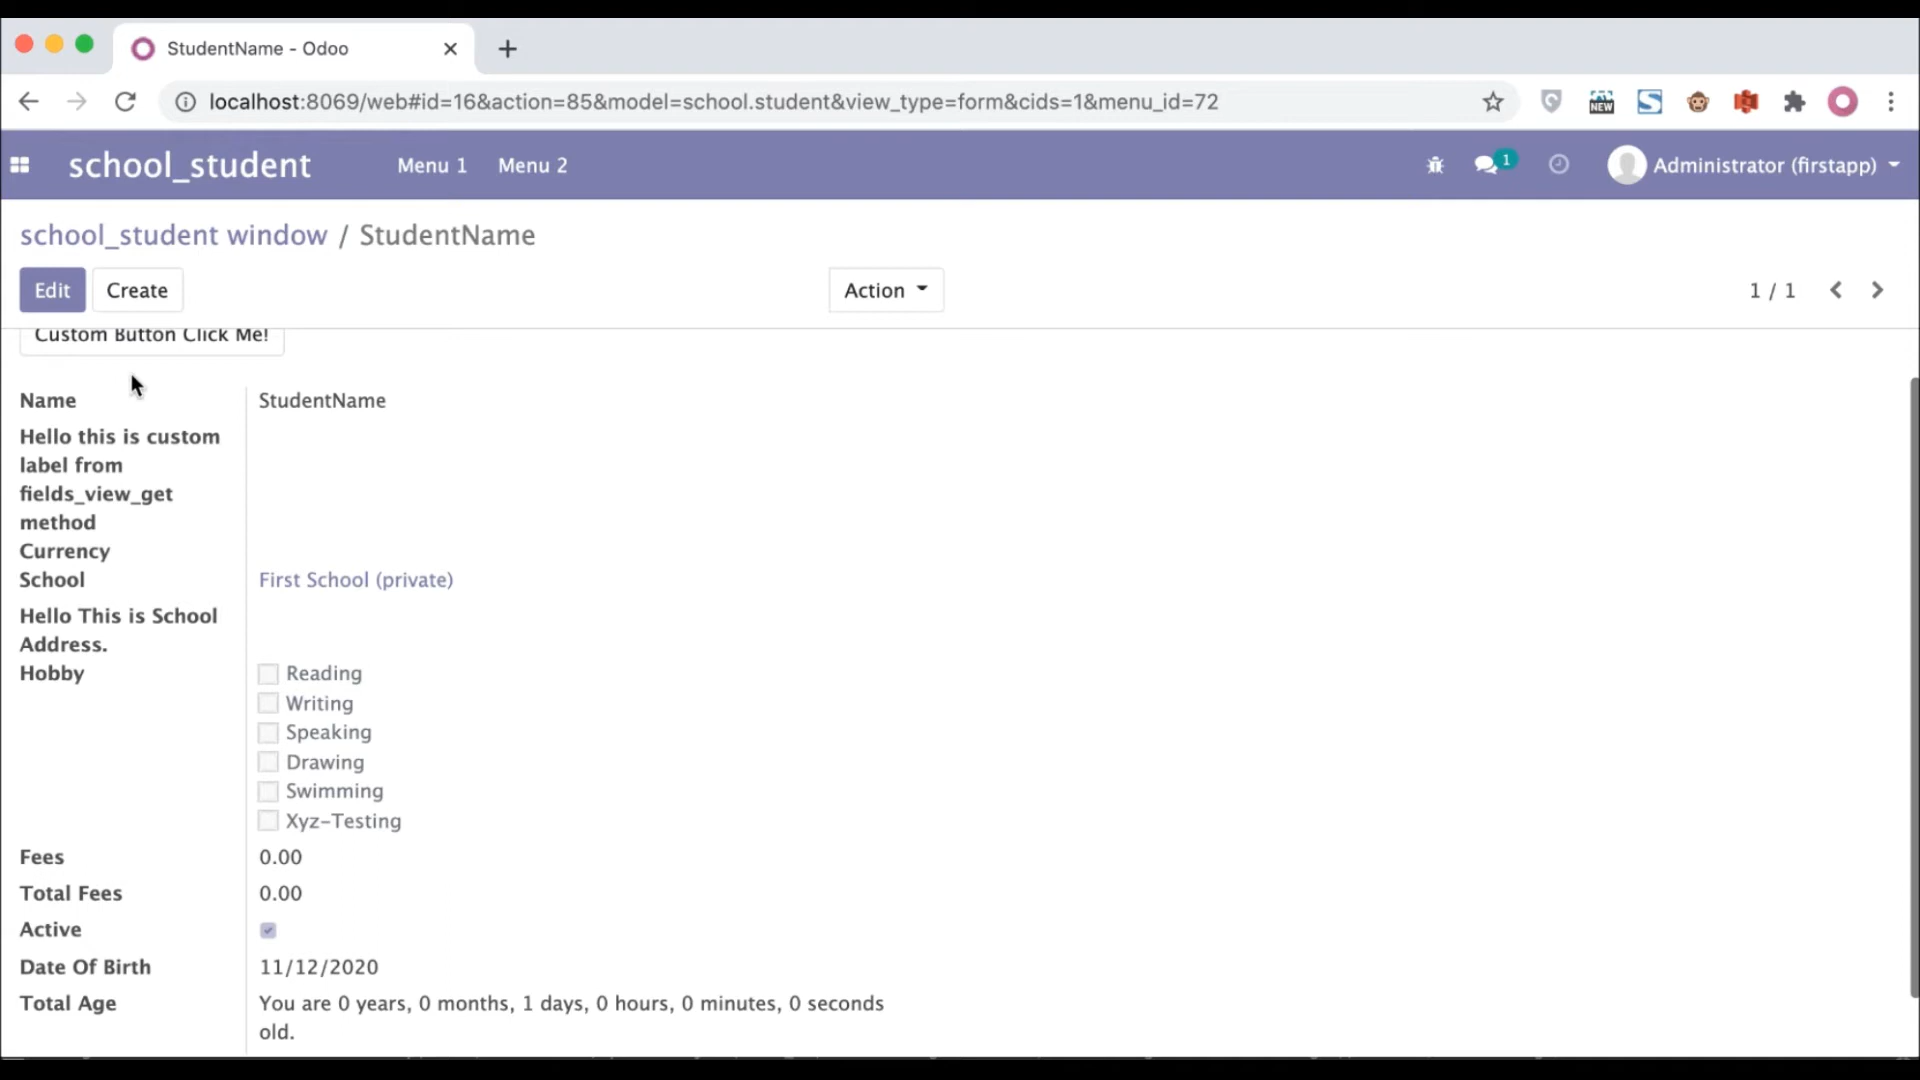 StudentName - Odoo
localhost:8069/web#id=16&action=85&model=school.student&view_type=form&cids=1&menu_id=72
NEW
school_student
Menu 1
Menu 2
1
Administrator (firstapp)
school_student window / StudentName
Edit
Create
Action
1 / 1
Custom Button Click Me!
Name
StudentName
Hello this is custom
label from
fields_view_get
method
Currency
School
First School (private)
Hello This is School
Address.
Hobby
Reading
Writing
Speaking
Drawing
Swimming
Xyz-Testing
Fees
0.00
Total Fees
0.00
Active
Date Of Birth
11/12/2020
Total Age
You are 0 years, 0 months, 1 days, 0 hours, 0 minutes, 0 seconds
old.